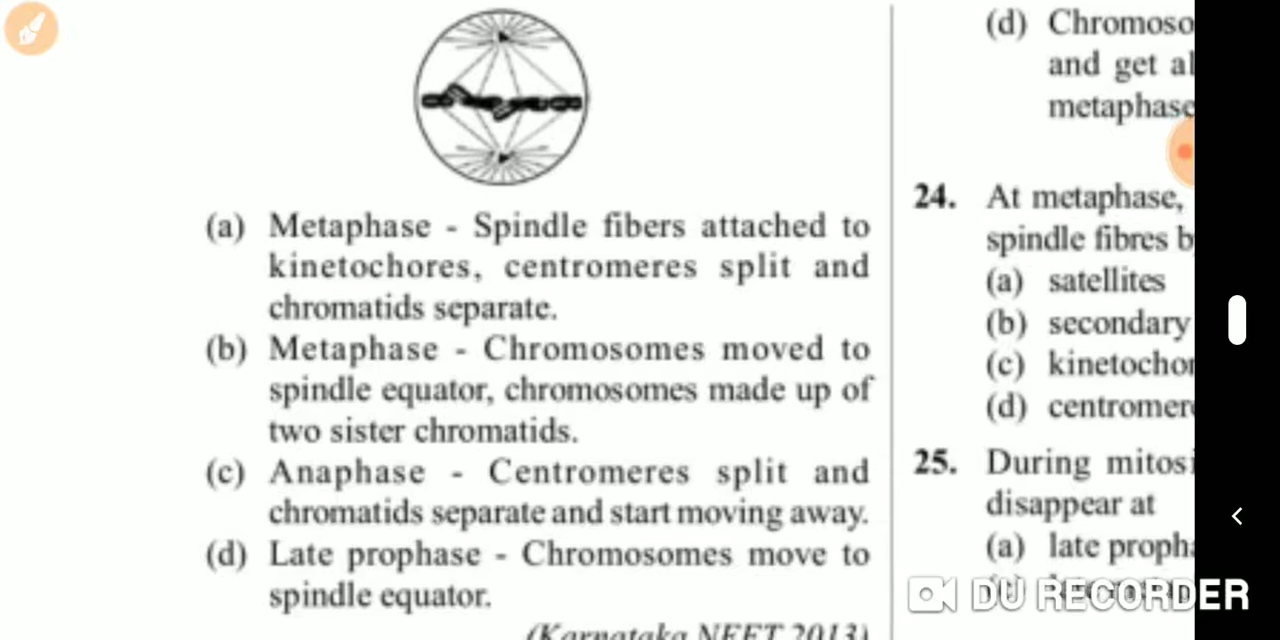 (a) Metaphase - Spindle fibers attached to
kinetochores, centromeres split and
chromatids separate.
(b) Metaphase - Chromosomes moved to
spindle equator, chromosomes made up of
two sister chromatids.
(c) Anaphase - Centromeres split and
chromatids separate and start moving away.
(d) Late prophase - Chromosomes move to
spindle equator.
(Karnataka NEET 2013)
(d) Chromoso
and get al
metaphase
24. At metaphase,
spindle fibres b
(a) satellites
(b) secondary
(c) kinetochor
(d) centromer
25. During mitosi
disappear at
(a) late proph
(c)
DU RECORDER